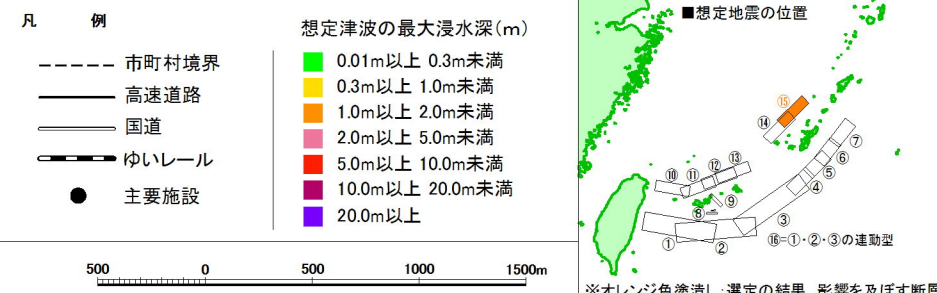 凡 例
市町村境界
高速道路
国道
ゆいレール
主要施設
500 0 500 1000 1500m
想定津波の最大浸水深(m)
0.01m以上 0.3m未満
0.3m以上 1.0m未満
1.0m以上 2.0m未満
2.0m以上 5.0m未満
5.0m以上 10.0m未満
10.0m以上 20.0m未満
20.0m以上
■想定地震の位置
⑮
⑭
⑦
⑥
⑤
④
③
⑬
⑫
⑪
⑩
⑨
⑧
①
②
⑯=①・②・③の連動型
※オレンジ色塗潰し:選定の結果、影響を及ぼす断層